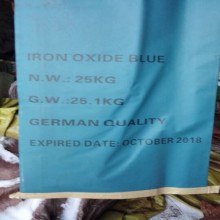 IRON OXIDE BLUE
N.W.: 25KG
G.W.:25.1KG
GERMAN QUALITY
EXPIRED DATE: OCTOBER 2018